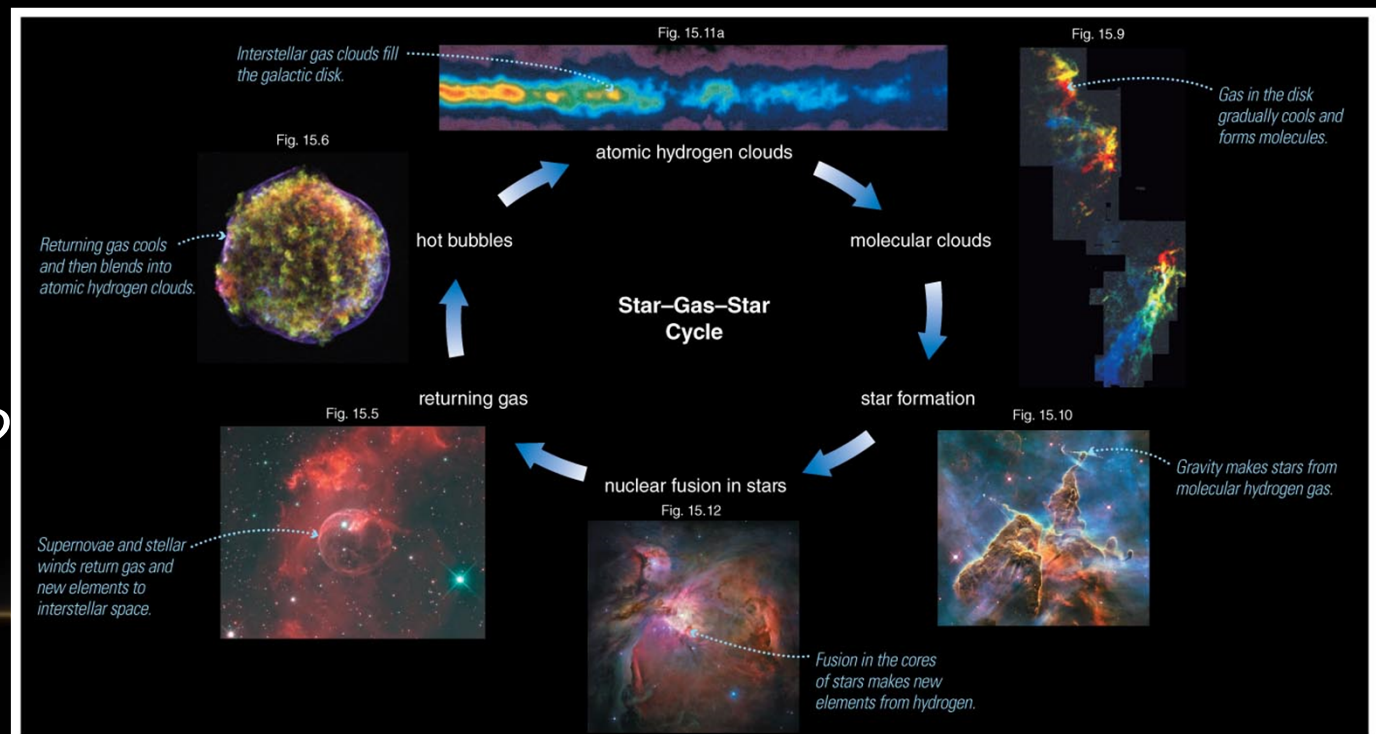 Fig. 15.11a
Interstellar gas clouds fill
the galactic disk.
Fig. 15.9
Gas in the disk
gradually cools and
forms molecules.
atomic hydrogen clouds
Fig. 15.6
hot bubbles
molecular clouds
Returning gas cools
and then blends into
atomic hydrogen clouds.
Star–Gas–Star
Cycle
returning gas
star formation
Fig. 15.5
Fig. 15.10
Gravity makes stars from
molecular hydrogen gas.
nuclear fusion in stars
Fig. 15.12
Supernovae and stellar
winds return gas and
new elements to
interstellar space.
Fusion in the cores
of stars makes new
elements from hydrogen.